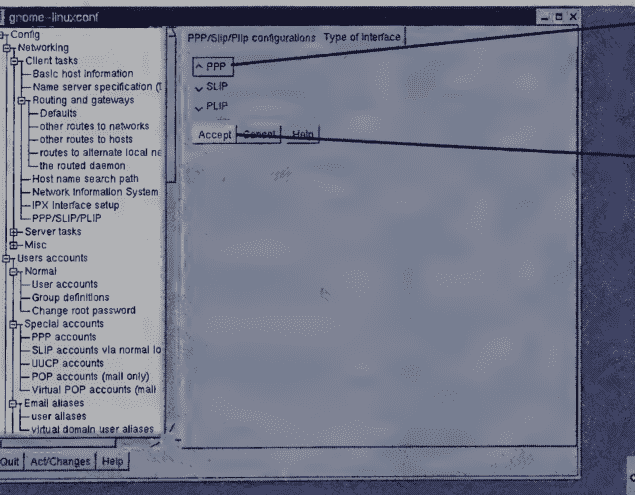 gnome-linuxconf
PPP/Slip/Plip configurations Type of Interface
Config
Networking
Client tasks
Basic host information
Name server specification (
Routing and gateways
Defaults
other routes to networks
other routes to hosts
routes to alternate local ne
the routed daemon
Host name search path
Network Information System
IPX interface setup
PPP/SLIP/PLIP
Server tasks
Misc
Users accounts
Normal
User accounts
Group definitions
Change root password
Special accounts
PPP accounts
SLIP accounts via normal lo
UUCP accounts
POP accounts (mail only)
Virtual POP accounts (mail
Email aliases
user aliases
virtual domain user aliases
PPP
SLIP
PLIP
Accept Cancel Help
Quit Act/Changes Help